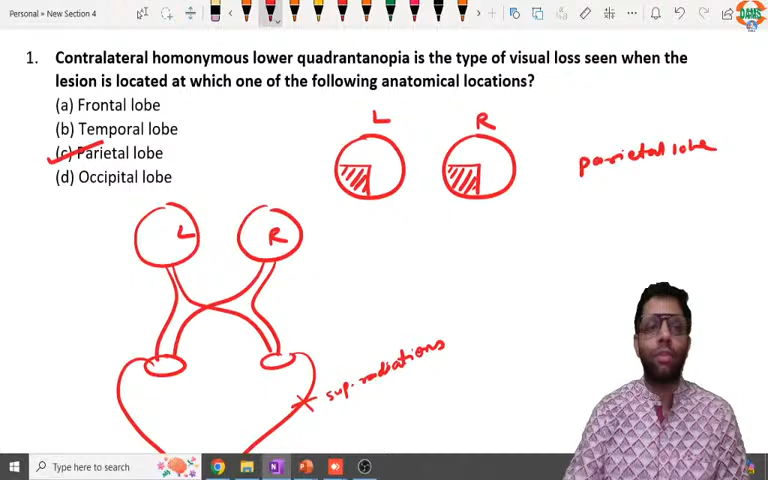 Personal » New Section 4
DAMS
1. Contralateral homonymous lower quadrantanopia is the type of visual loss seen when the
lesion is located at which one of the following anatomical locations?
(a) Frontal lobe
(b) Temporal lobe
(c) Parietal lobe
(d) Occipital lobe
L R
parietal lobe
L R
sup. radiations
Type here to search